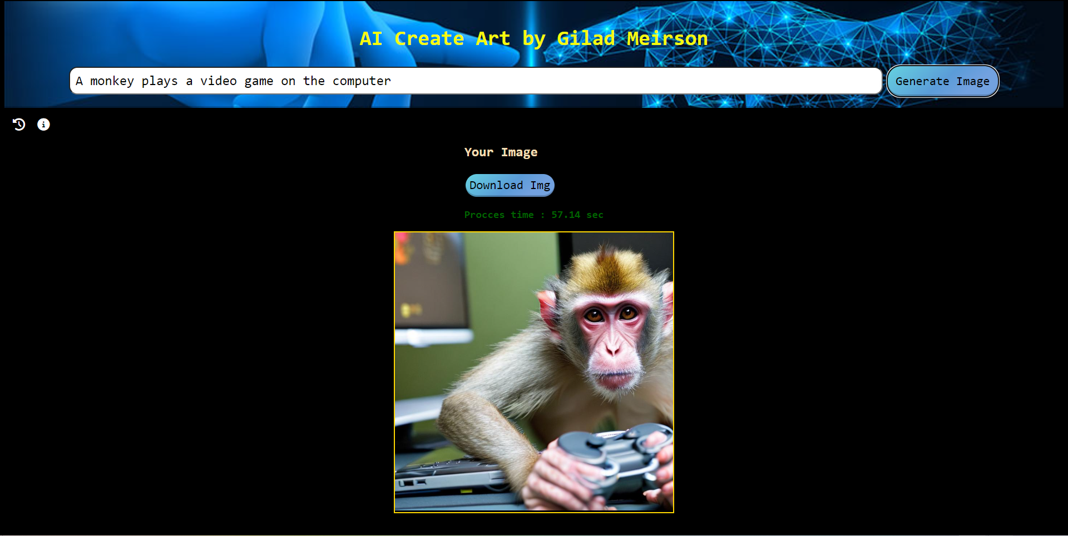 AI Create Art by Gilad Meirson
A monkey plays a video game on the computer
Generate Image
Your Image
Download Img
Procces time : 57.14 sec